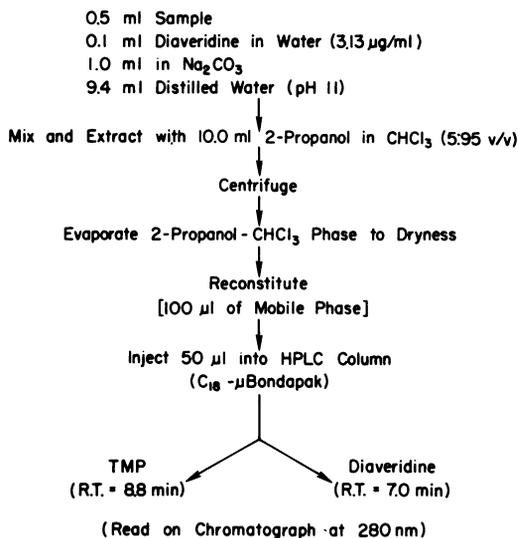 0.5 ml Sample
0.1 ml Diaveridine in Water (3.13 µg/ml)
1.0 ml in Na₂CO₃
9.4 ml Distilled Water (pH 11)
Mix and Extract with 10.0 ml 2-Propanol in CHCl₃ (5:95 v/v)
Centrifuge
Evaporate 2-Propanol-CHCl₃ Phase to Dryness
Reconstitute
[100 µl of Mobile Phase]
Inject 50 µl into HPLC Column
(C₁₈ -µBondapak)
TMP
(R.T. = 8.8 min)
Diaveridine
(R.T. = 7.0 min)
(Read on Chromatograph at 280 nm)